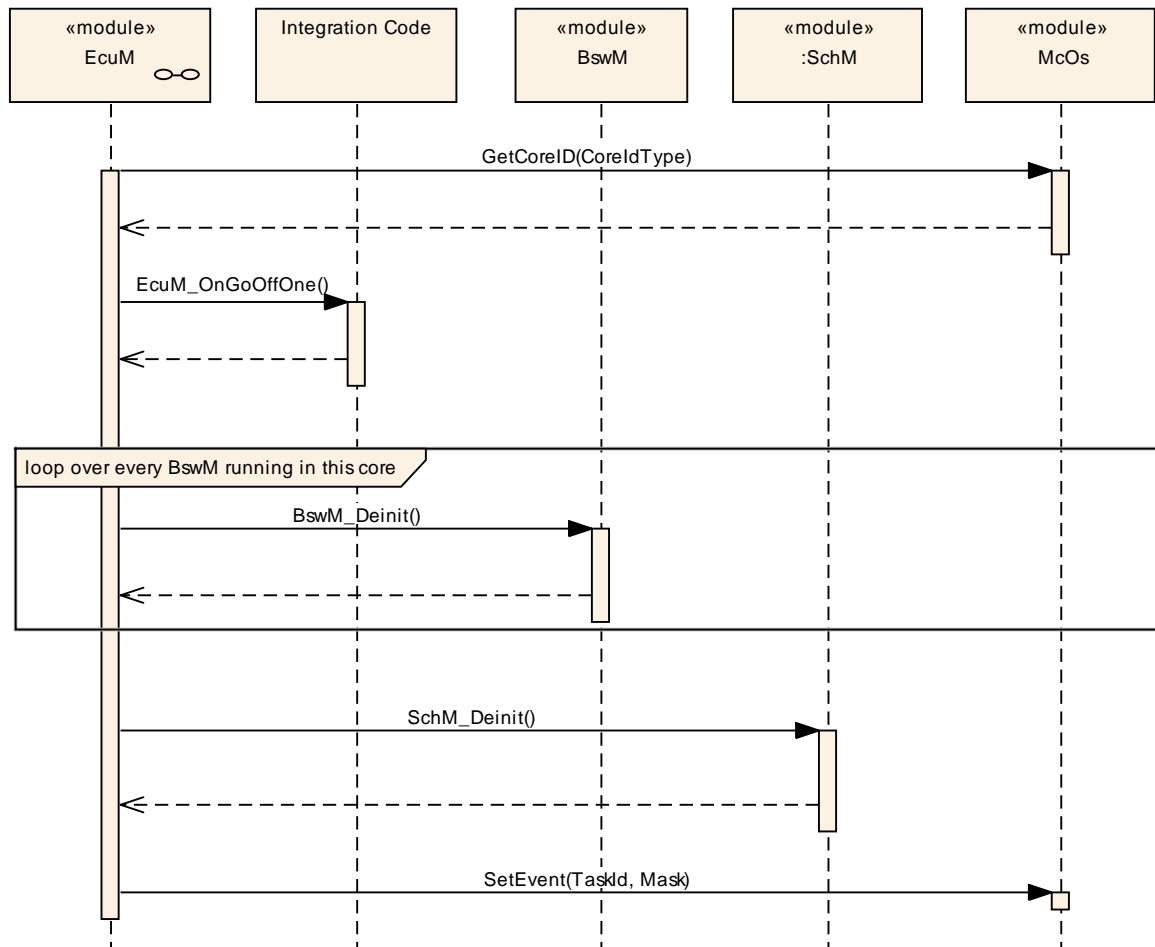 «module»
EcuM
Integration Code
«module»
BswM
«module»
:SchM
«module»
McOs
GetCoreID(CoreIdType)
EcuM_OnGoOffOne()
loop over every BswM running in this core
BswM_Deinit()
SchM_Deinit()
SetEvent(TaskId, Mask)